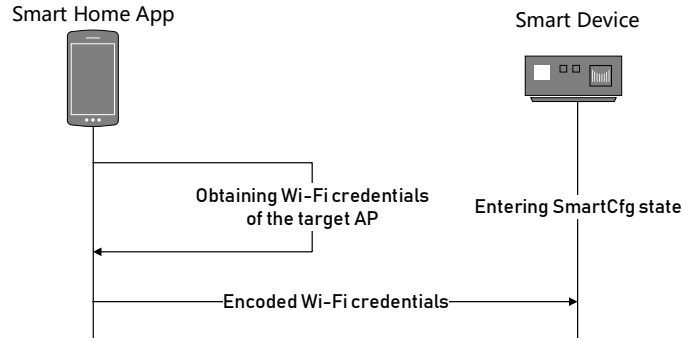 Smart Home App
Smart Device
Obtaining Wi-Fi credentials
of the target AP
Entering SmartCfg state
Encoded Wi-Fi credentials